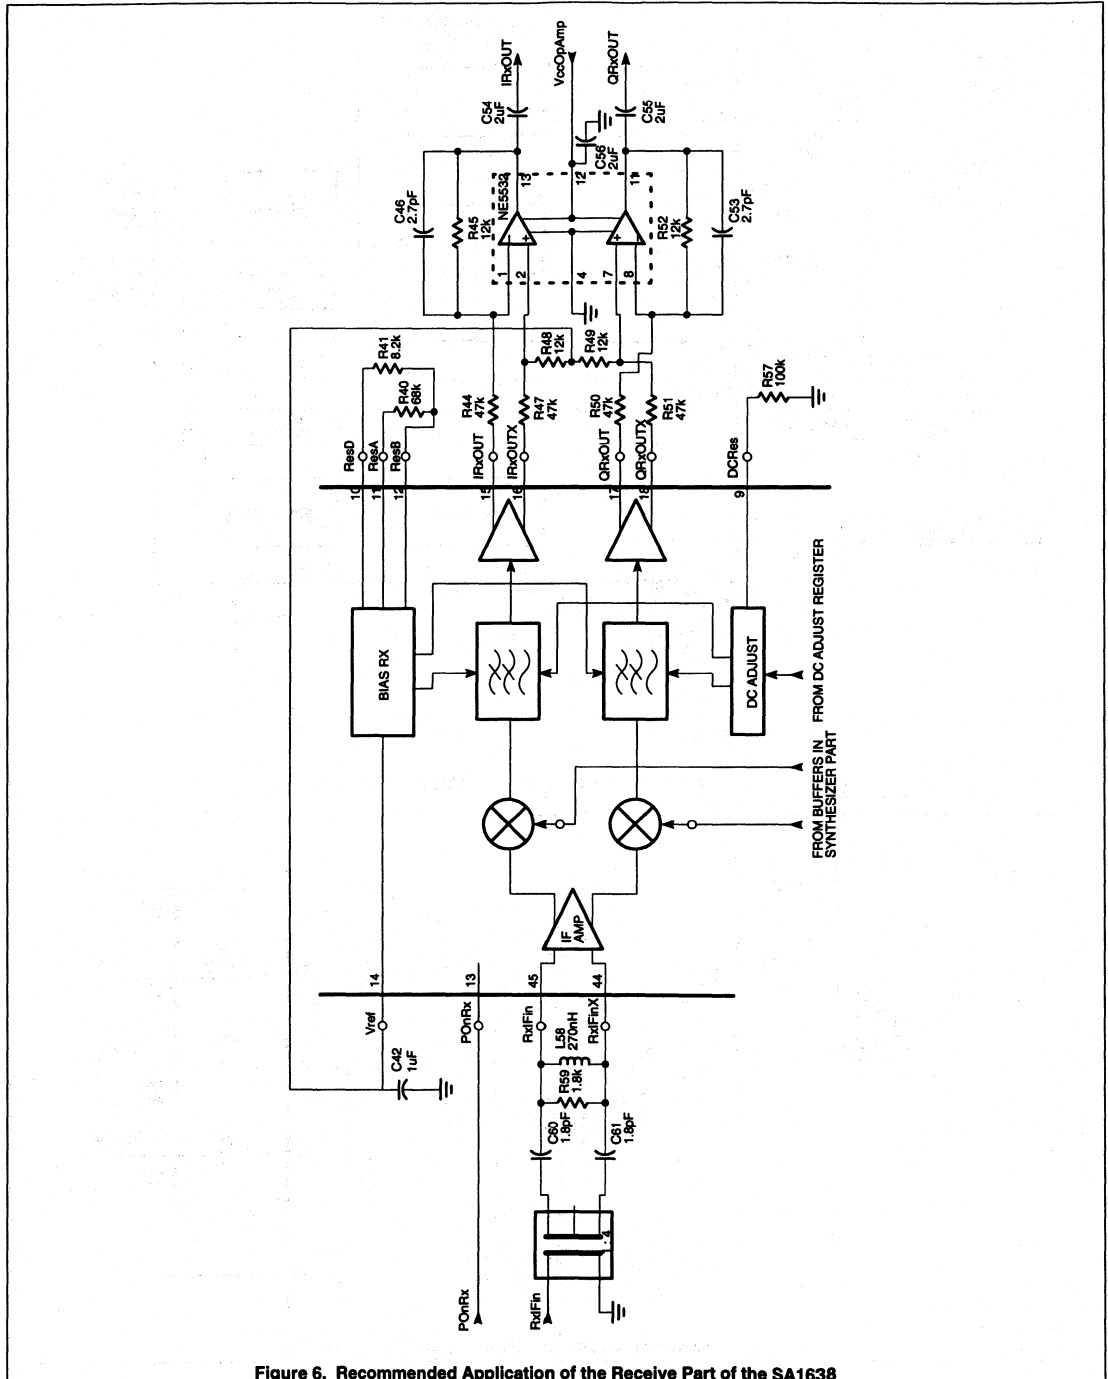 IRxOUT
VccOpAmp
QRxOUT
C54
2uF
C55
2uF
C56
2uF
C46
2.7pF
R45
12k
NE5532
13
12
11
R52
12k
C53
2.7pF
1
2
4
7
8
+
+
R41
8.2k
R40
68k
R48
12k
R49
12k
R44
47k
R47
47k
R50
47k
R51
47k
R57
100k
ResD
ResA
ResB
IRxOUT
IRxOUTX
QRxOUT
QRxOUTX
DCRes
10
11
12
15
16
17
18
9
BIAS RX
DC ADJUST
FROM DC ADJUST REGISTER
FROM BUFFERS IN
SYNTHESIZER PART
IF
AMP
14
13
45
44
Vref
POnRx
RxIFin
RxIFinX
C42
1uF
L58
270nH
R59
1.8k
C60
1.8pF
C61
1.8pF
4
POnRx
RxIFin
Figure 6. Recommended Application of the Receive Part of the SA1638